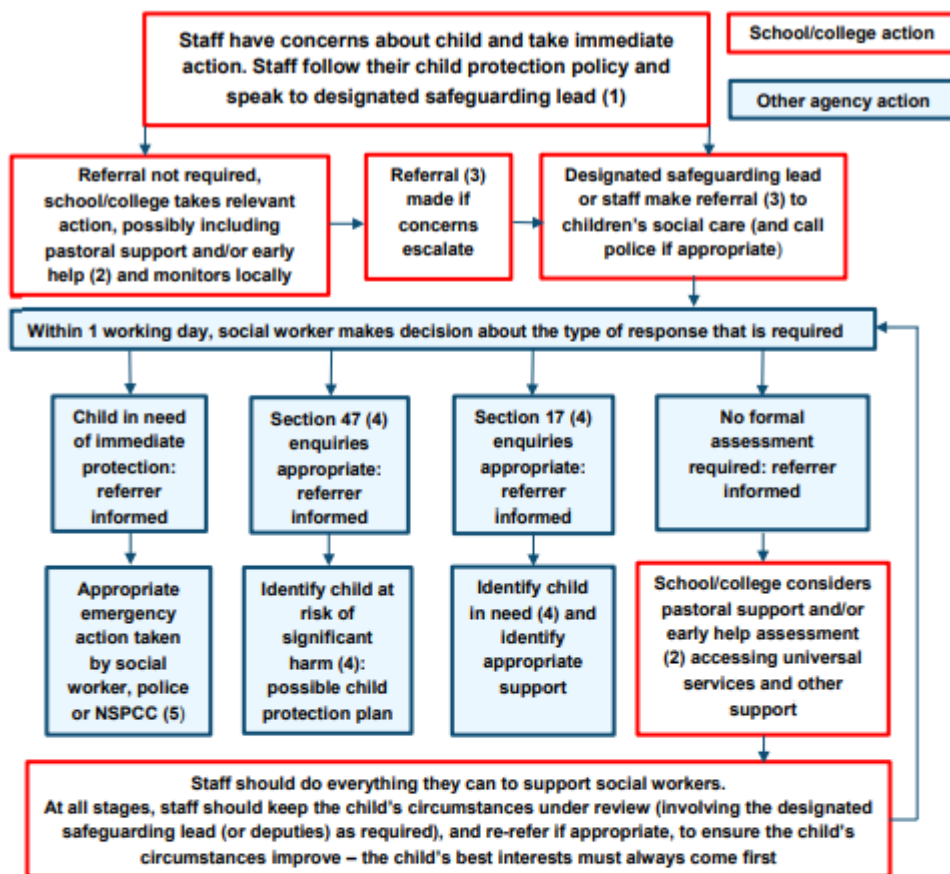 Staff have concerns about child and take immediate
action. Staff follow their child protection policy and
speak to designated safeguarding lead (1)
School/college action
Other agency action
Referral not required,
school/college takes relevant
action, possibly including
pastoral support and/or early
help (2) and monitors locally
Referral (3)
made if
concerns
escalate
Designated safeguarding lead
or staff make referral (3) to
children's social care (and call
police if appropriate)
Within 1 working day, social worker makes decision about the type of response that is required
Child in need
of immediate
protection:
referrer
informed
Section 47 (4)
enquiries
appropriate:
referrer
informed
Section 17 (4)
enquiries
appropriate:
referrer
informed
No formal
assessment
required: referrer
informed
Appropriate
emergency
action taken
by social
worker, police
or NSPCC (5)
Identify child at
risk of
significant
harm (4):
possible child
protection plan
Identify child
in need (4) and
identify
appropriate
support
School/college considers
pastoral support and/or
early help assessment
(2) accessing universal
services and other
support
Staff should do everything they can to support social workers.
At all stages, staff should keep the child's circumstances under review (involving the designated
safeguarding lead (or deputies) as required), and re-refer if appropriate, to ensure the child's
circumstances improve – the child's best interests must always come first